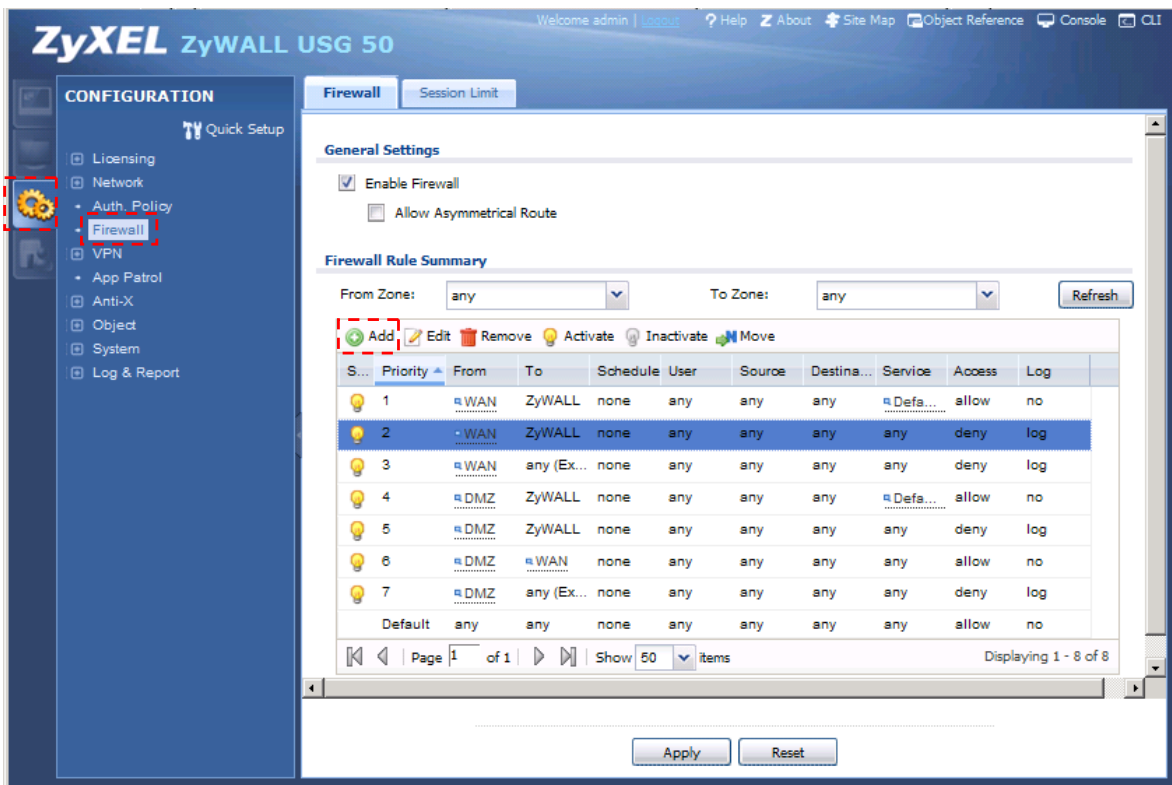 Welcome admin | Logout ? Help Z About Site Map Object Reference Console CLI
ZyXEL ZyWALL USG 50
CONFIGURATION
Quick Setup
Licensing
Network
Auth. Policy
Firewall
VPN
App Patrol
Anti-X
Object
System
Log & Report
Firewall Session Limit
General Settings
Enable Firewall
Allow Asymmetrical Route
Firewall Rule Summary
From Zone: any To Zone: any Refresh
Add Edit Remove Activate Inactivate Move
S... Priority From To Schedule User Source Destina... Service Access Log
1 WAN ZyWALL none any any any Defa... allow no
2 WAN ZyWALL none any any any any deny log
3 WAN any (Ex... none any any any any deny log
4 DMZ ZyWALL none any any any Defa... allow no
5 DMZ ZyWALL none any any any any deny log
6 DMZ WAN none any any any any allow no
7 DMZ any (Ex... none any any any any deny log
Default any any none any any any any allow no
Page 1 of 1 Show 50 items Displaying 1 - 8 of 8
Apply Reset